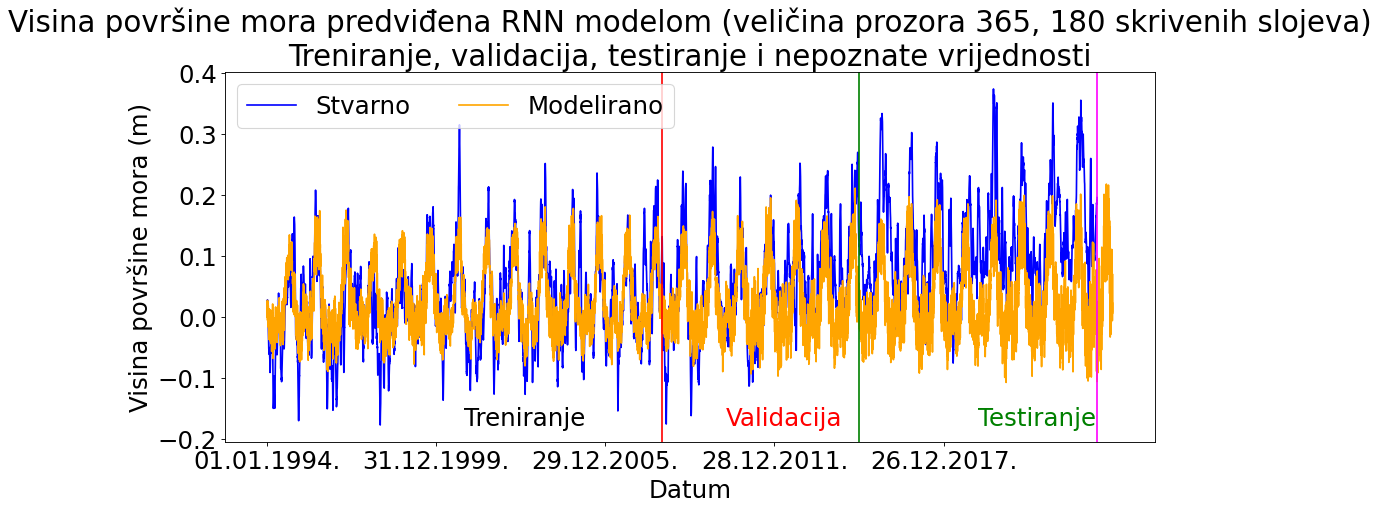 Visina površine mora predviđena RNN modelom (veličina prozora 365, 180 skrivenih slojeva)
Treniranje, validacija, testiranje i nepoznate vrijednosti
Stvarno
Modelirano
Visina površine mora (m)
0.4
0.3
0.2
0.1
0.0
−0.1
−0.2
Treniranje
Validacija
Testiranje
01.01.1994.
31.12.1999.
29.12.2005.
28.12.2011.
26.12.2017.
Datum